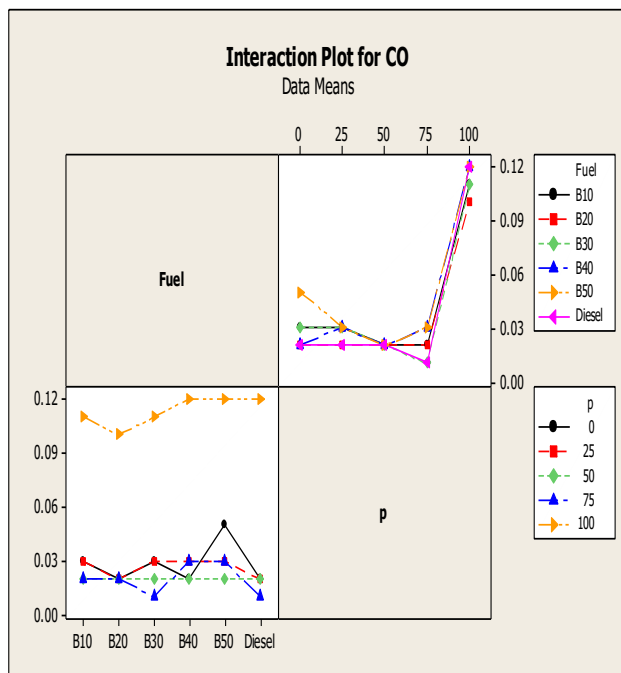 Interaction Plot for CO
Data Means
0 25 50 75 100
Fuel
0.12
0.09
0.06
0.03
0.00
Fuel
B10
B20
B30
B40
B50
Diesel
0.12
0.09
0.06
0.03
0.00
p
p
0
25
50
75
100
B10 B20 B30 B40 B50 Diesel